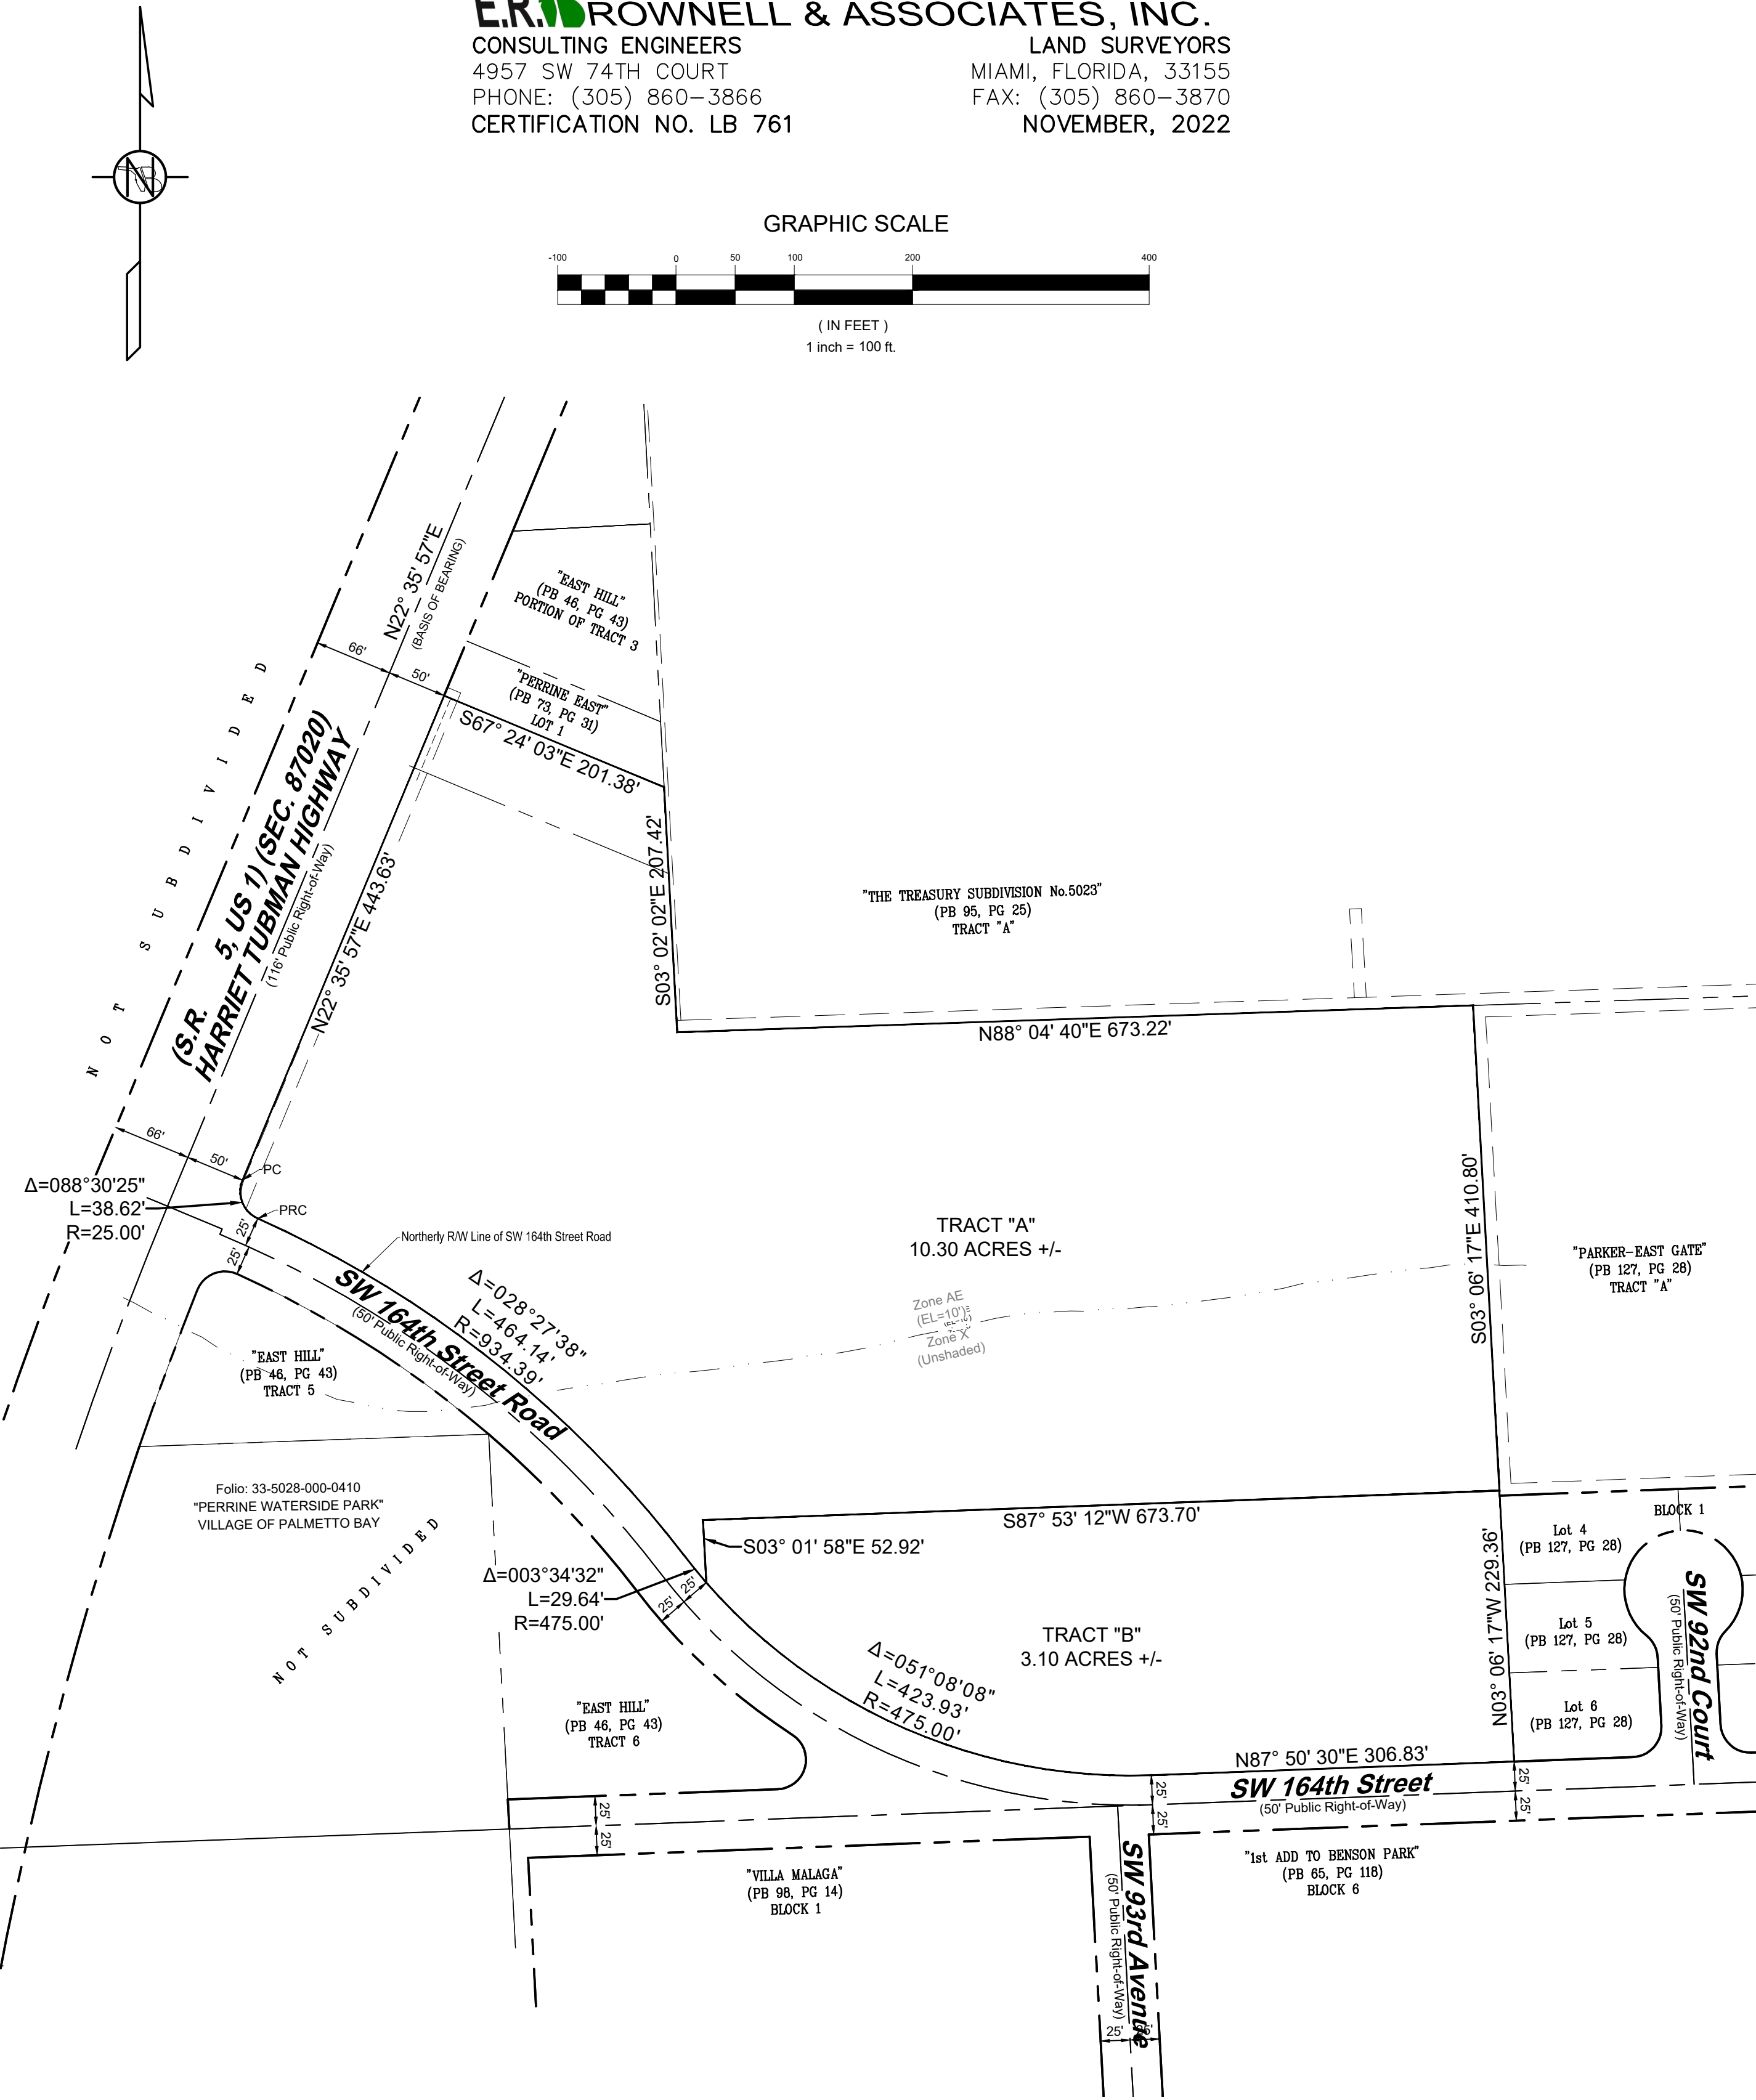 E.R. BROWNELL & ASSOCIATES, INC.
CONSULTING ENGINEERS
LAND SURVEYORS
4957 SW 74TH COURT
MIAMI, FLORIDA, 33155
PHONE: (305) 860-3866
FAX: (305) 860-3870
CERTIFICATION NO. LB 761
NOVEMBER, 2022
N
GRAPHIC SCALE
-100 0 50 100 200 400
( IN FEET )
1 inch = 100 ft.
N22° 35' 57"E
(BASIS OF BEARING)
"EAST HILL"
(PB 46, PG 43)
PORTION OF TRACT 3
66'
50'
"PERRINE EAST"
(PB 73, PG 31)
LOT 1
S67° 24' 03"E 201.38'
NOT SUBDIVIDED
(S.R. 5, US 1) (SEC. 87020)
HARRIET TUBMAN HIGHWAY
(116' Public Right-of-Way)
N22° 35' 57"E 443.63'
S03° 02' 02"E 207.42'
"THE TREASURY SUBDIVISION No.5023"
(PB 95, PG 25)
TRACT "A"
N88° 04' 40"E 673.22'
66'
50'
PC
Δ=088°30'25"
L=38.62'
R=25.00'
PRC
25'
25'
Northerly R/W Line of SW 164th Street Road
TRACT "A"
10.30 ACRES +/-
S03° 06' 17"E 410.80'
"PARKER-EAST GATE"
(PB 127, PG 28)
TRACT "A"
Δ=028°27'38"
L=464.14'
R=934.39'
SW 164th Street Road
(50' Public Right-of-Way)
Zone AE
(EL=10')
Zone X
(Unshaded)
"EAST HILL"
(PB 46, PG 43)
TRACT 5
Folio: 33-5028-000-0410
"PERRINE WATERSIDE PARK"
VILLAGE OF PALMETTO BAY
NOT SUBDIVIDED
S87° 53' 12"W 673.70'
S03° 01' 58"E 52.92'
Δ=003°34'32"
L=29.64'
R=475.00'
25'
25'
BLOCK 1
Lot 4
(PB 127, PG 28)
N03° 06' 17"W 229.36'
Lot 5
(PB 127, PG 28)
SW 92nd Court
(50' Public Right-of-Way)
TRACT "B"
3.10 ACRES +/-
Δ=051°08'08"
L=423.93'
R=475.00'
Lot 6
(PB 127, PG 28)
"EAST HILL"
(PB 46, PG 43)
TRACT 6
N87° 50' 30"E 306.83'
SW 164th Street
(50' Public Right-of-Way)
25'
25'
25'
25'
25'
25'
"VILLA MALAGA"
(PB 98, PG 14)
BLOCK 1
SW 93rd Avenue
(50' Public Right-of-Way)
"1st ADD TO BENSON PARK"
(PB 65, PG 118)
BLOCK 6
25'
25'